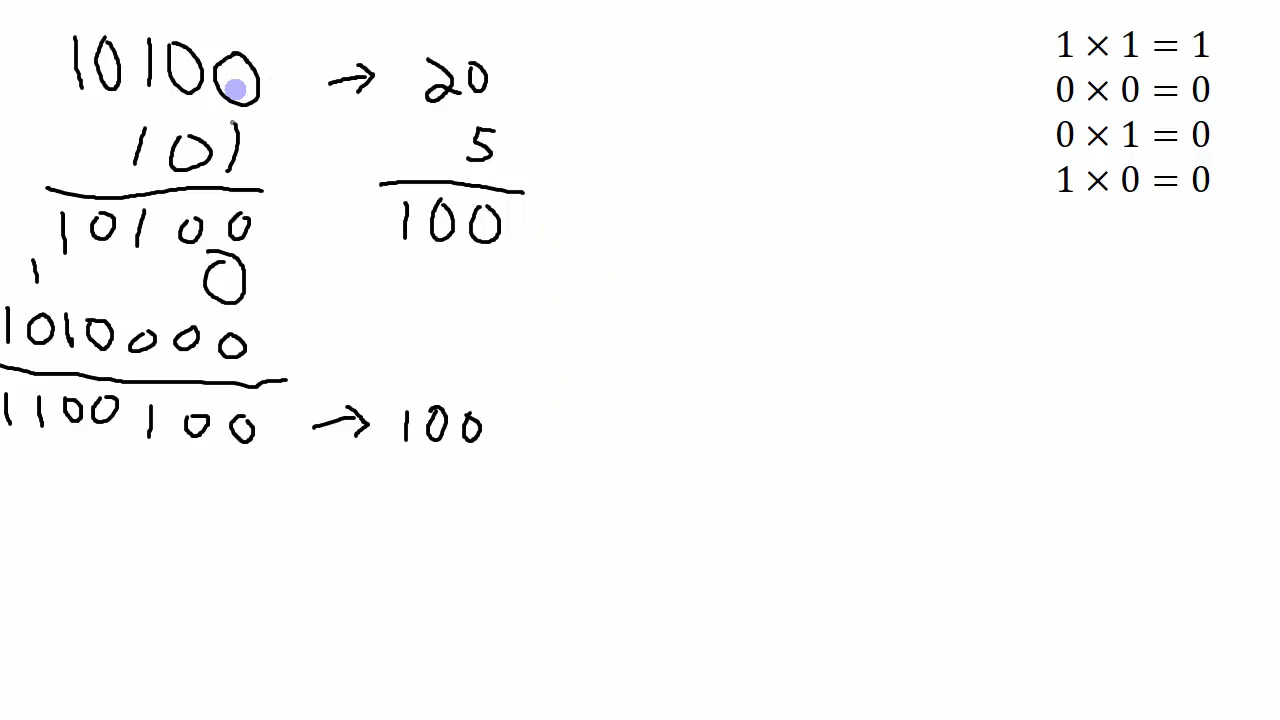 10100 → 20
101 5
10100 100
1 0
1010000
1100100 → 100
1 × 1 = 1
0 × 0 = 0
0 × 1 = 0
1 × 0 = 0